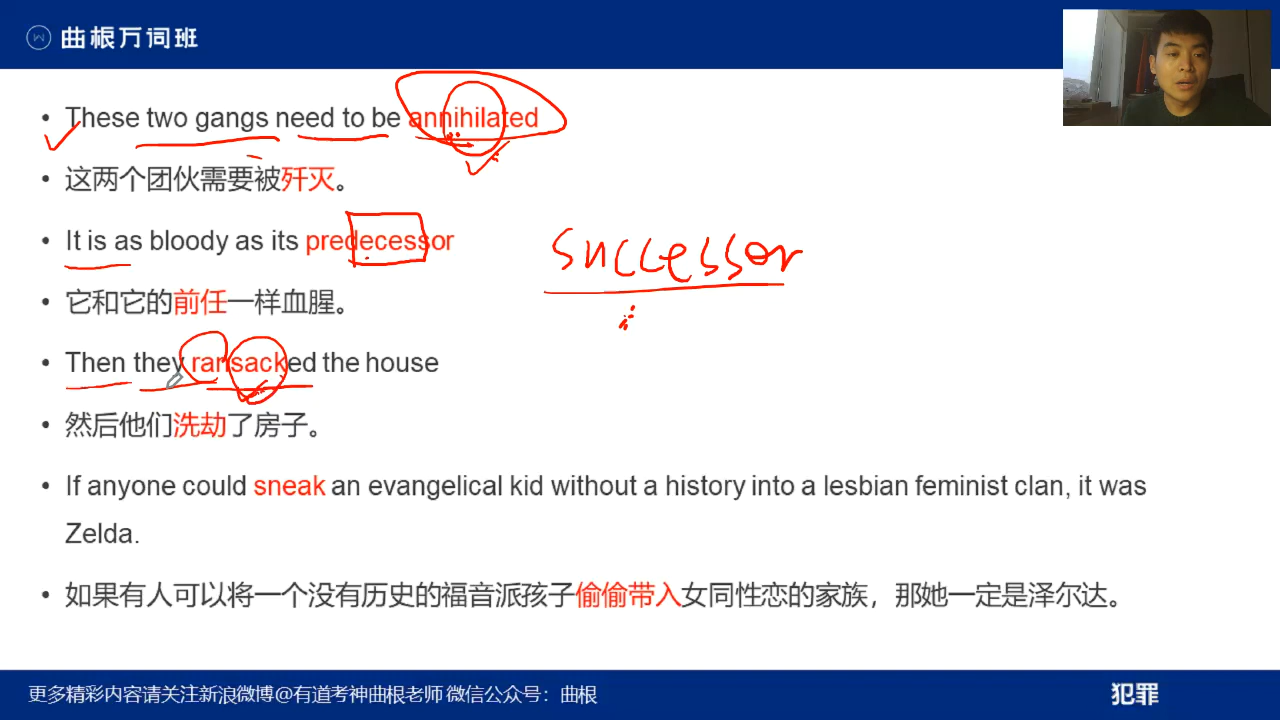 曲根万词班
• These two gangs need to be annihilated
• 这两个团伙需要被歼灭。
• It is as bloody as its predecessor
successor
• 它和它的前任一样血腥。
• Then they ransacked the house
• 然后他们洗劫了房子。
• If anyone could sneak an evangelical kid without a history into a lesbian feminist clan, it was
Zelda.
• 如果有人可以将一个没有历史的福音派孩子偷偷带入女同性恋的家族，那她一定是泽尔达。
更多精彩内容请关注新浪微博@有道考神曲根老师 微信公众号：曲根
犯罪